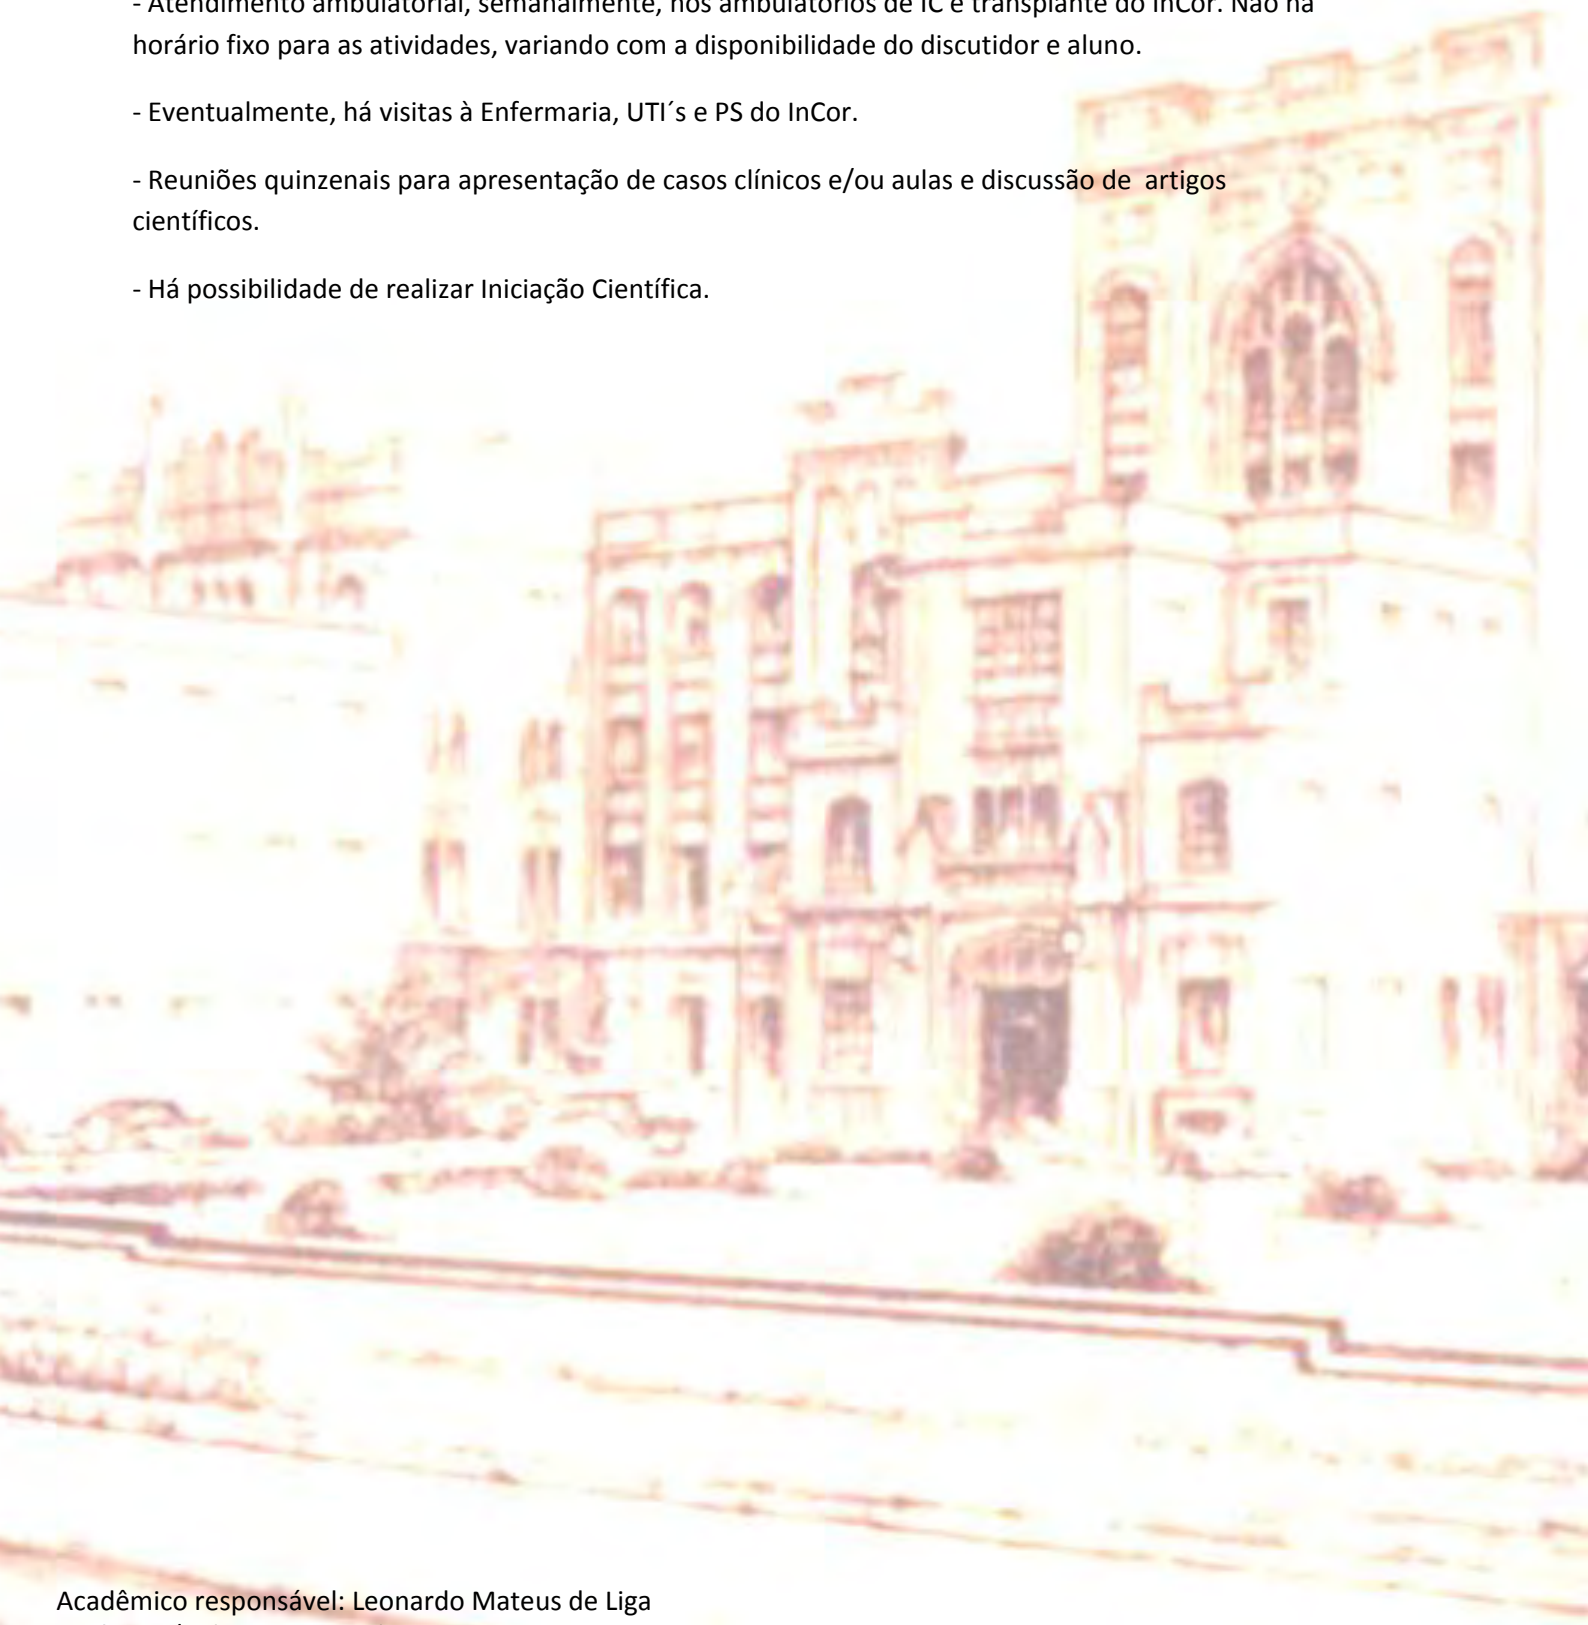 - Atendimento ambulatorial, semanalmente, nos ambulatórios de IC e transplante do InCor. Não há
horário fixo para as atividades, variando com a disponibilidade do discutidor e aluno.
- Eventualmente, há visitas à Enfermaria, UTI´s e PS do InCor.
- Reuniões quinzenais para apresentação de casos clínicos e/ou aulas e discussão de  artigos
científicos.
- Há possibilidade de realizar Iniciação Científica.
Acadêmico responsável: Leonardo Mateus de Liga